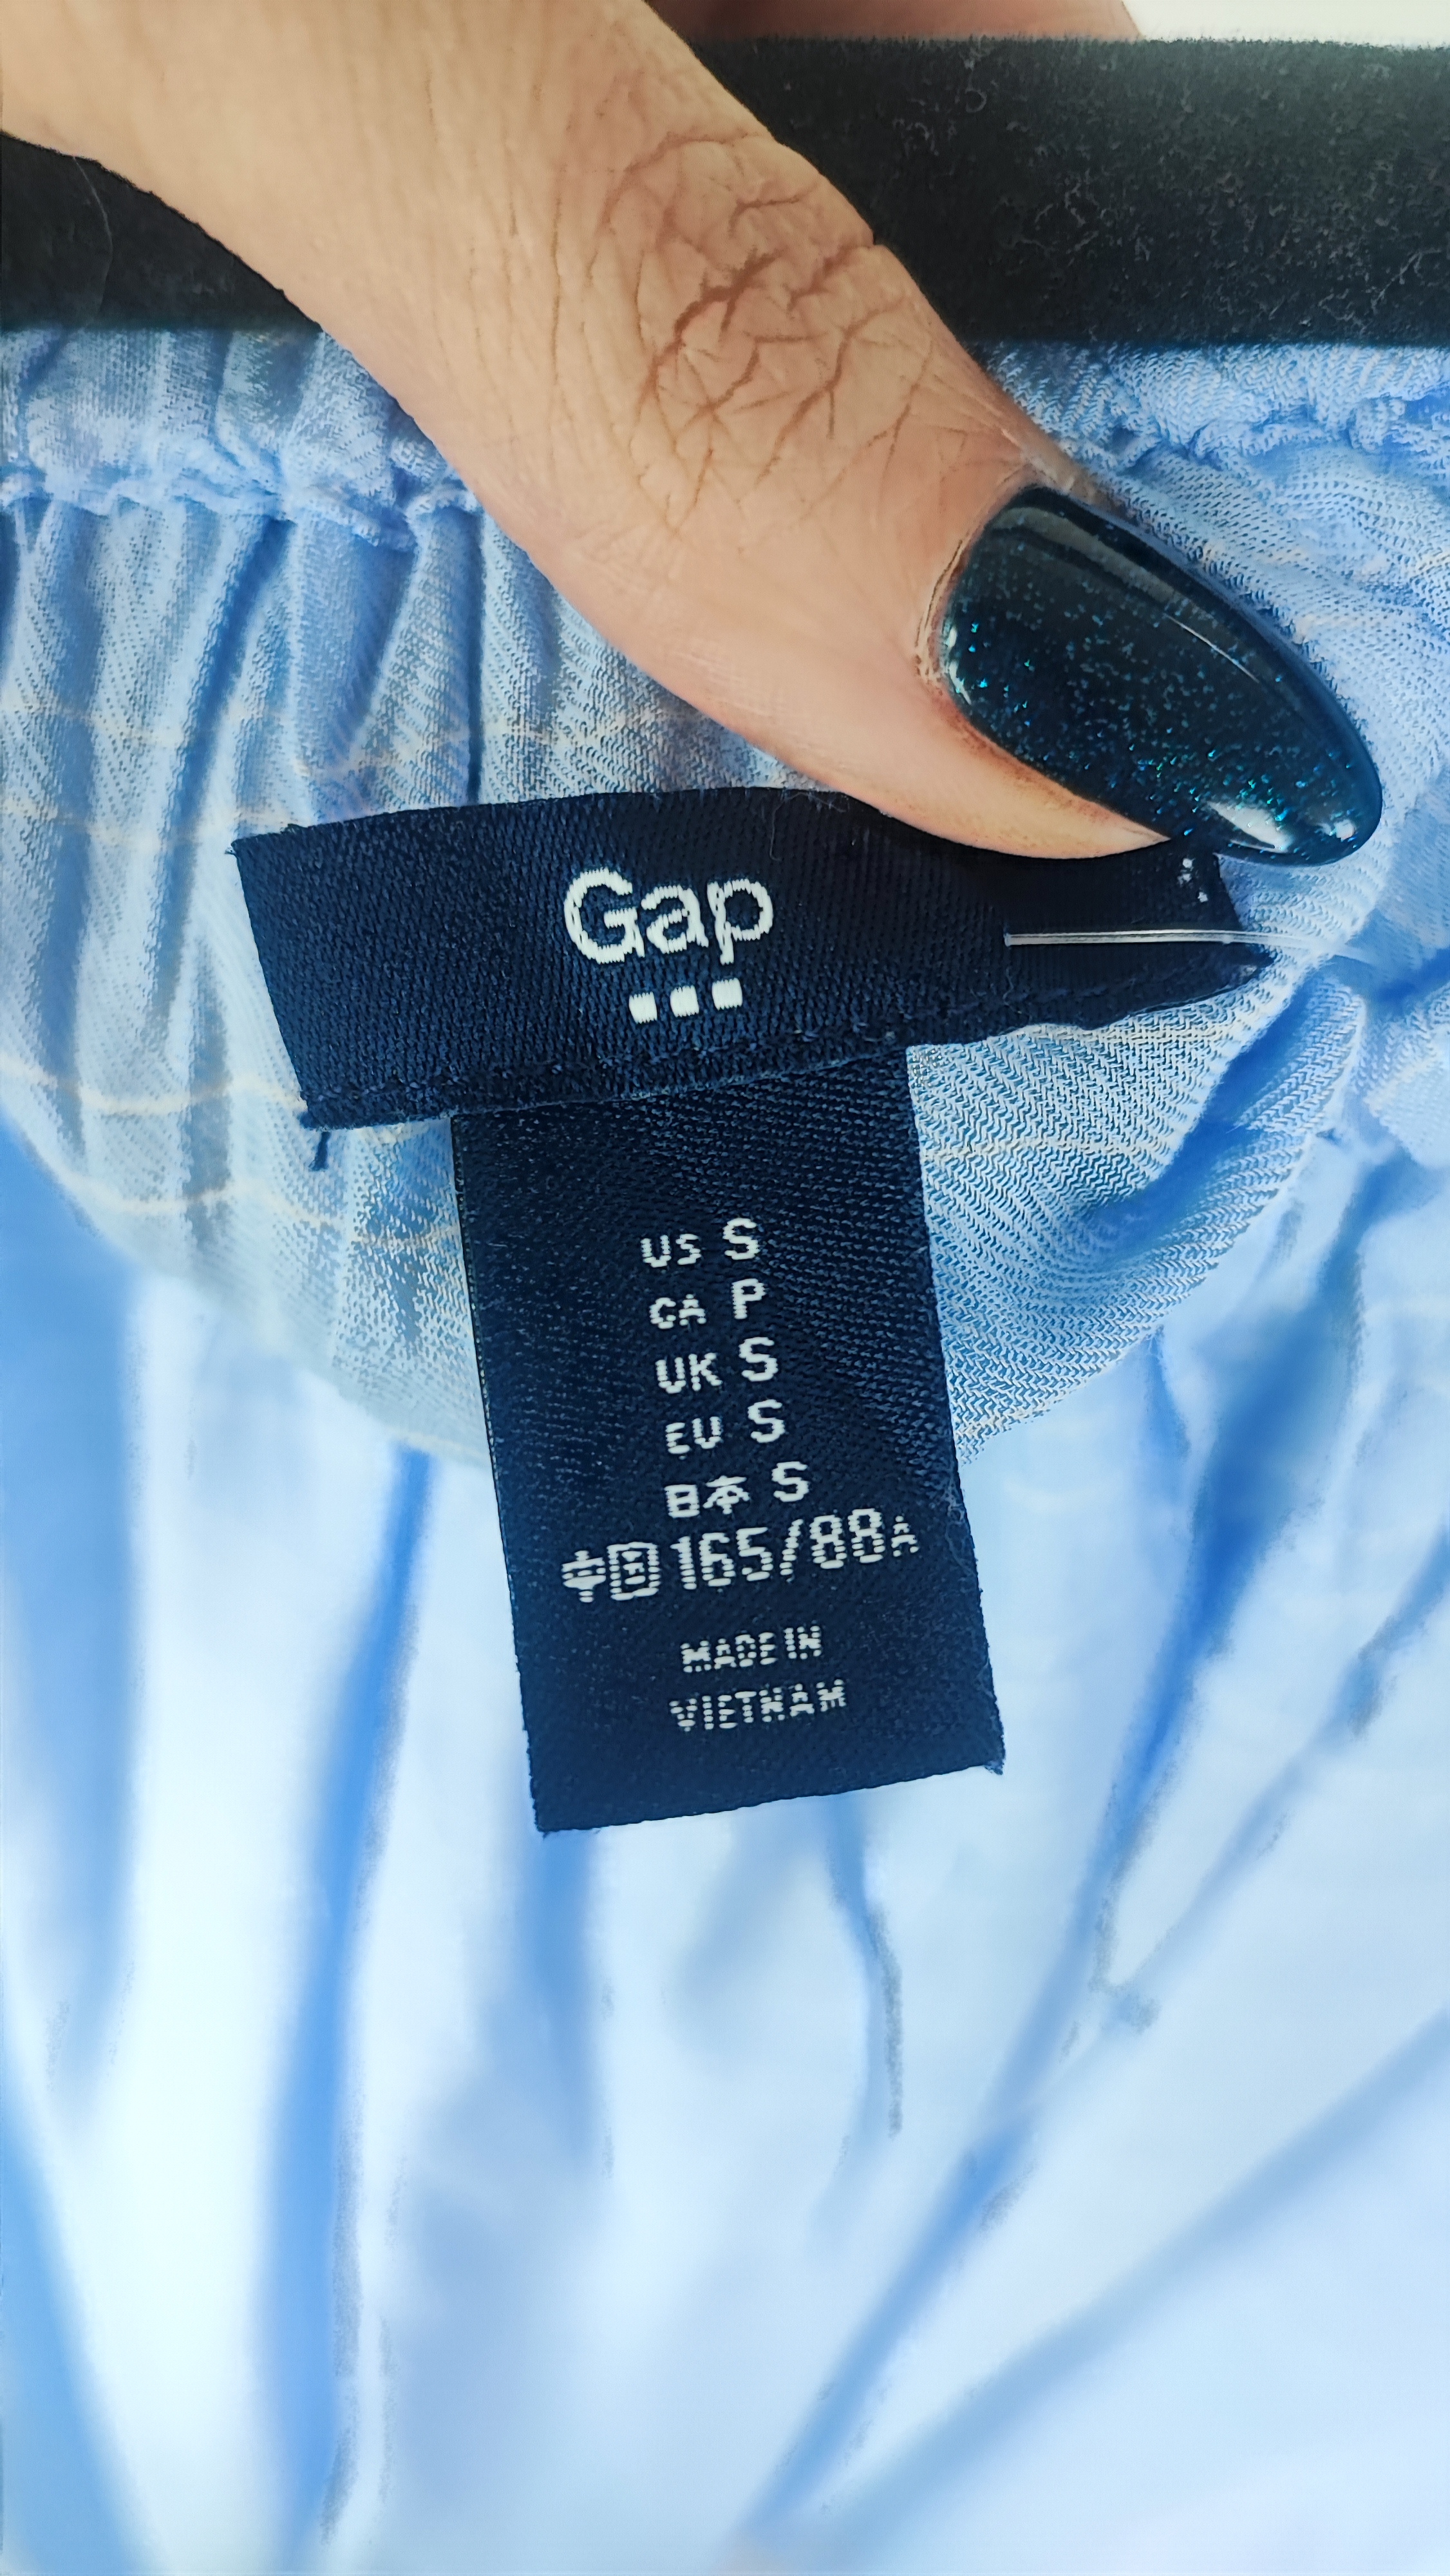 Gap
US S
CA P
UK S
EU S
日本 S
中国 165/88A
MADE IN
VIETNAM